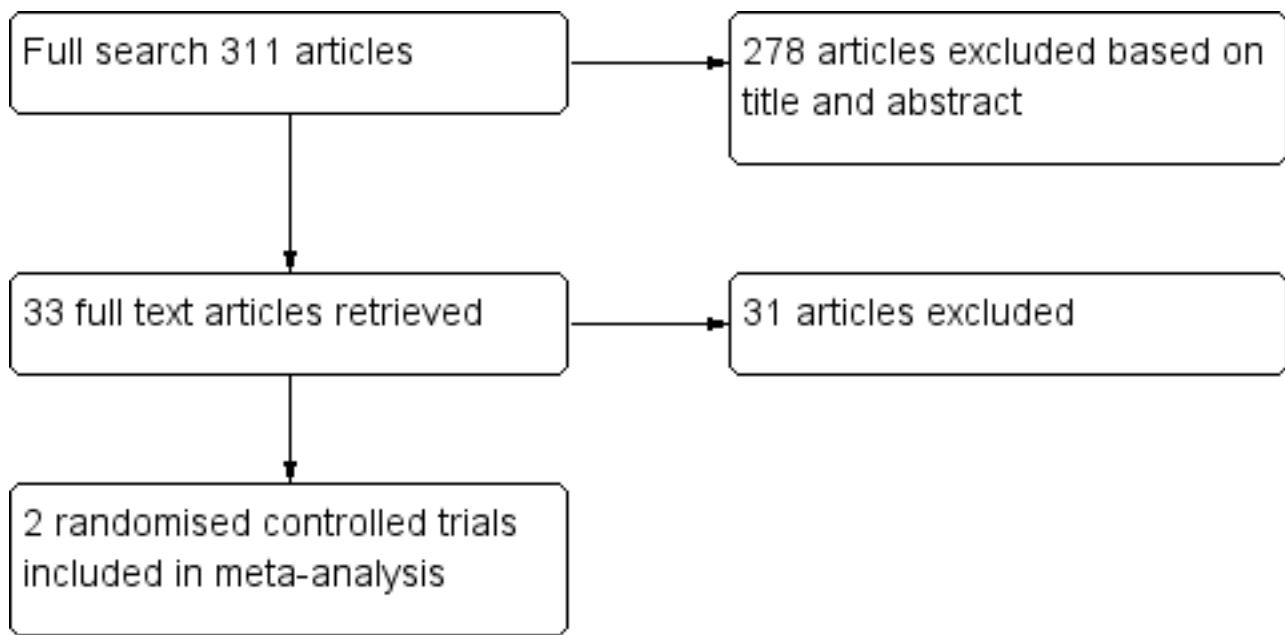 Full search 311 articles
278 articles excluded based on
title and abstract
33 full text articles retrieved
31 articles excluded
2 randomised controlled trials
included in meta-analysis